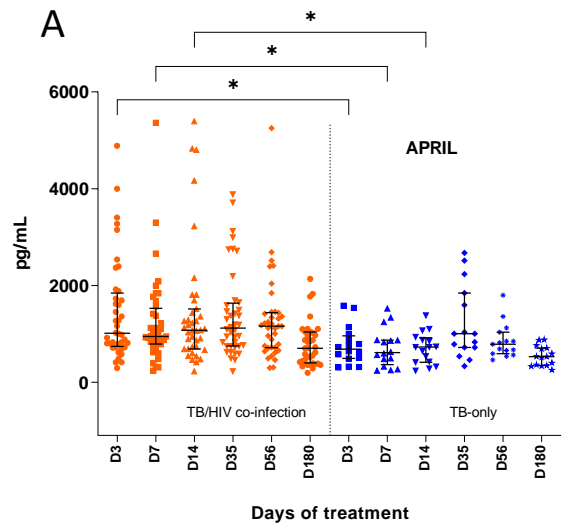 A
*
*
*
6000
4000
2000
0
pg/mL
APRIL
TB/HIV co-infection
TB-only
D3
D7
D14
D35
D56
D180
D3
D7
D14
D35
D56
D180
Days of treatment